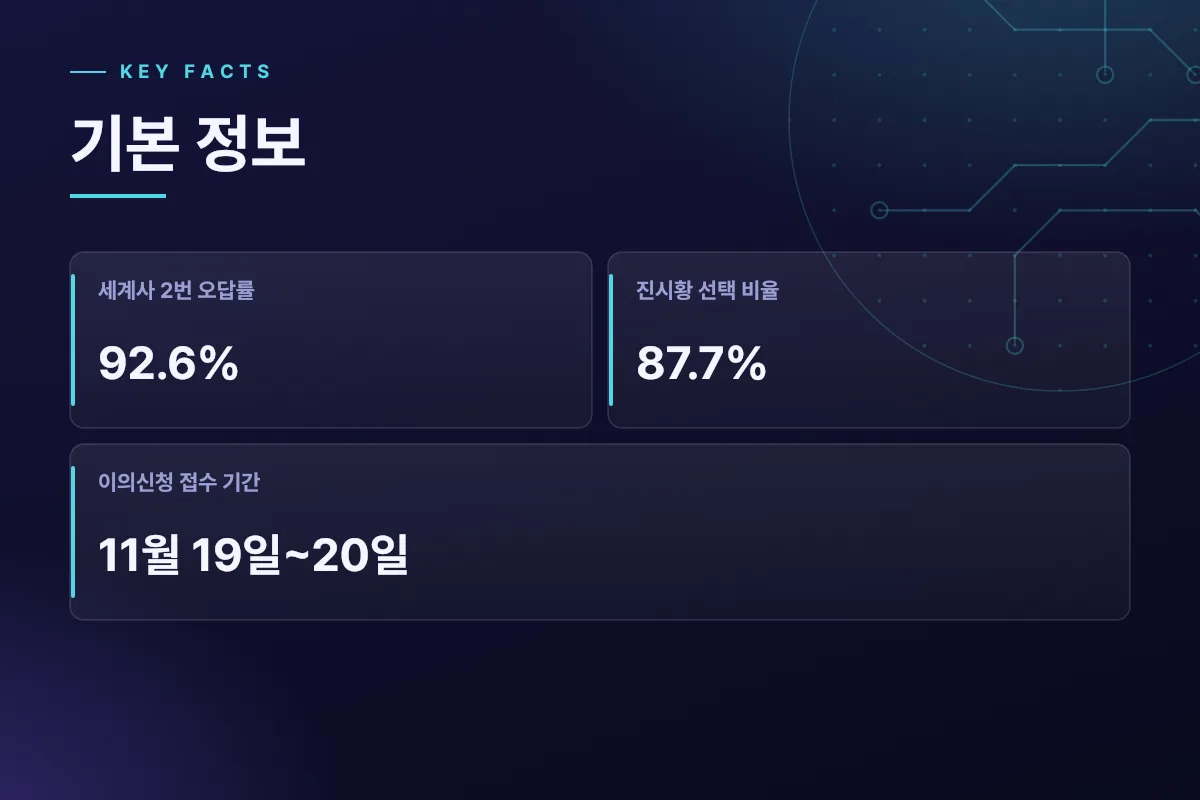 KEY FACTS
기본 정보
세계사 2번 오답률
92.6%
진시황 선택 비율
87.7%
이의신청 접수 기간
11월 19일~20일